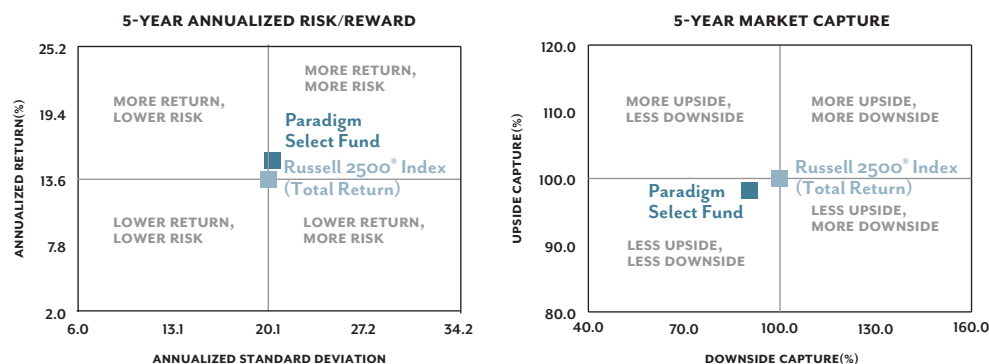 5-YEAR ANNUALIZED RISK/REWARD
ANNUALIZED RETURN(%)
25.2
19.4
13.6
7.8
2.0
MORE RETURN,
LOWER RISK
MORE RETURN,
MORE RISK
Paradigm
Select Fund
Russell 2500® Index
(Total Return)
LOWER RETURN,
LOWER RISK
LOWER RETURN,
MORE RISK
6.0 13.1 20.1 27.2 34.2
ANNUALIZED STANDARD DEVIATION
5-YEAR MARKET CAPTURE
UPSIDE CAPTURE(%)
120.0
110.0
100.0
90.0
80.0
MORE UPSIDE,
LESS DOWNSIDE
MORE UPSIDE,
MORE DOWNSIDE
Russell 2500® Index
(Total Return)
Paradigm
Select Fund
LESS UPSIDE,
MORE DOWNSIDE
LESS UPSIDE,
LESS DOWNSIDE
40.0 70.0 100.0 130.0 160.0
DOWNSIDE CAPTURE(%)